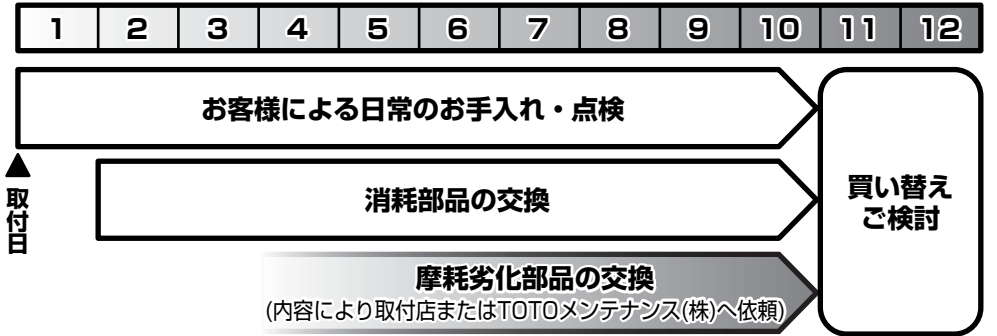 1 2 3 4 5 6 7 8 9 10 11 12
お客様による日常のお手入れ・点検
取付日
消耗部品の交換
買い替え
ご検討
摩耗劣化部品の交換
(内容により取付店またはTOTOメンテナンス(株)へ依頼)